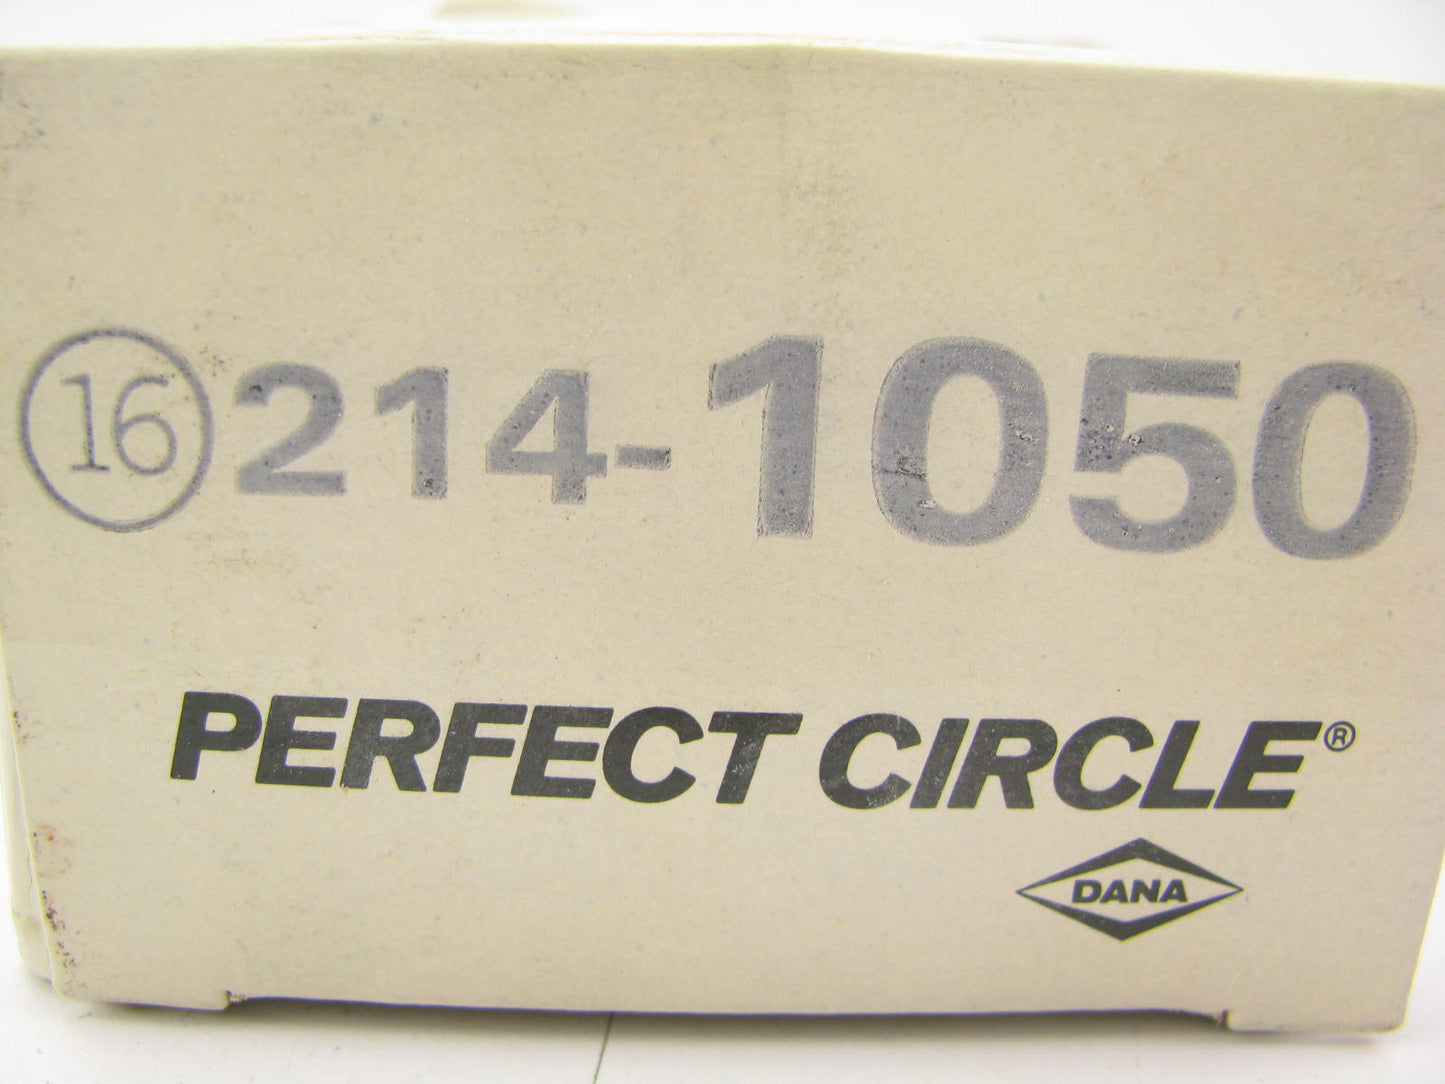 16 214-1050
PERFECT CIRCLE®
DANA